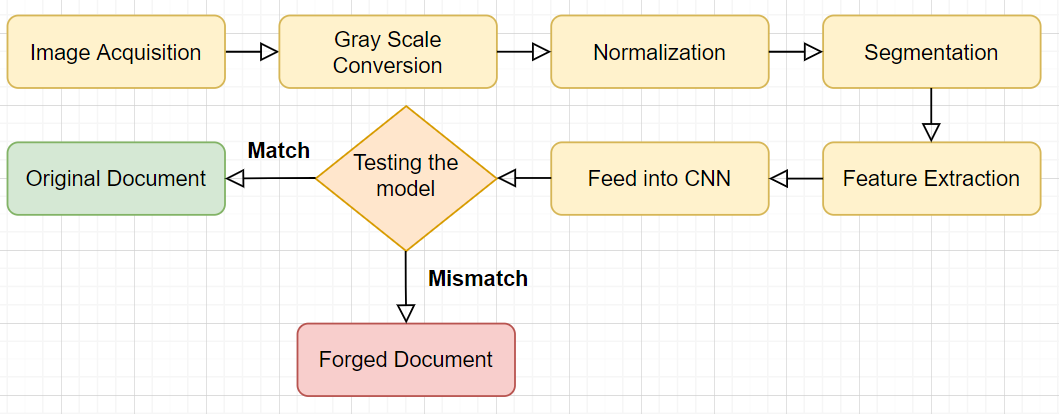 Image Acquisition
Gray Scale
Conversion
Normalization
Segmentation
Feature Extraction
Feed into CNN
Testing the
model
Match
Original Document
Mismatch
Forged Document